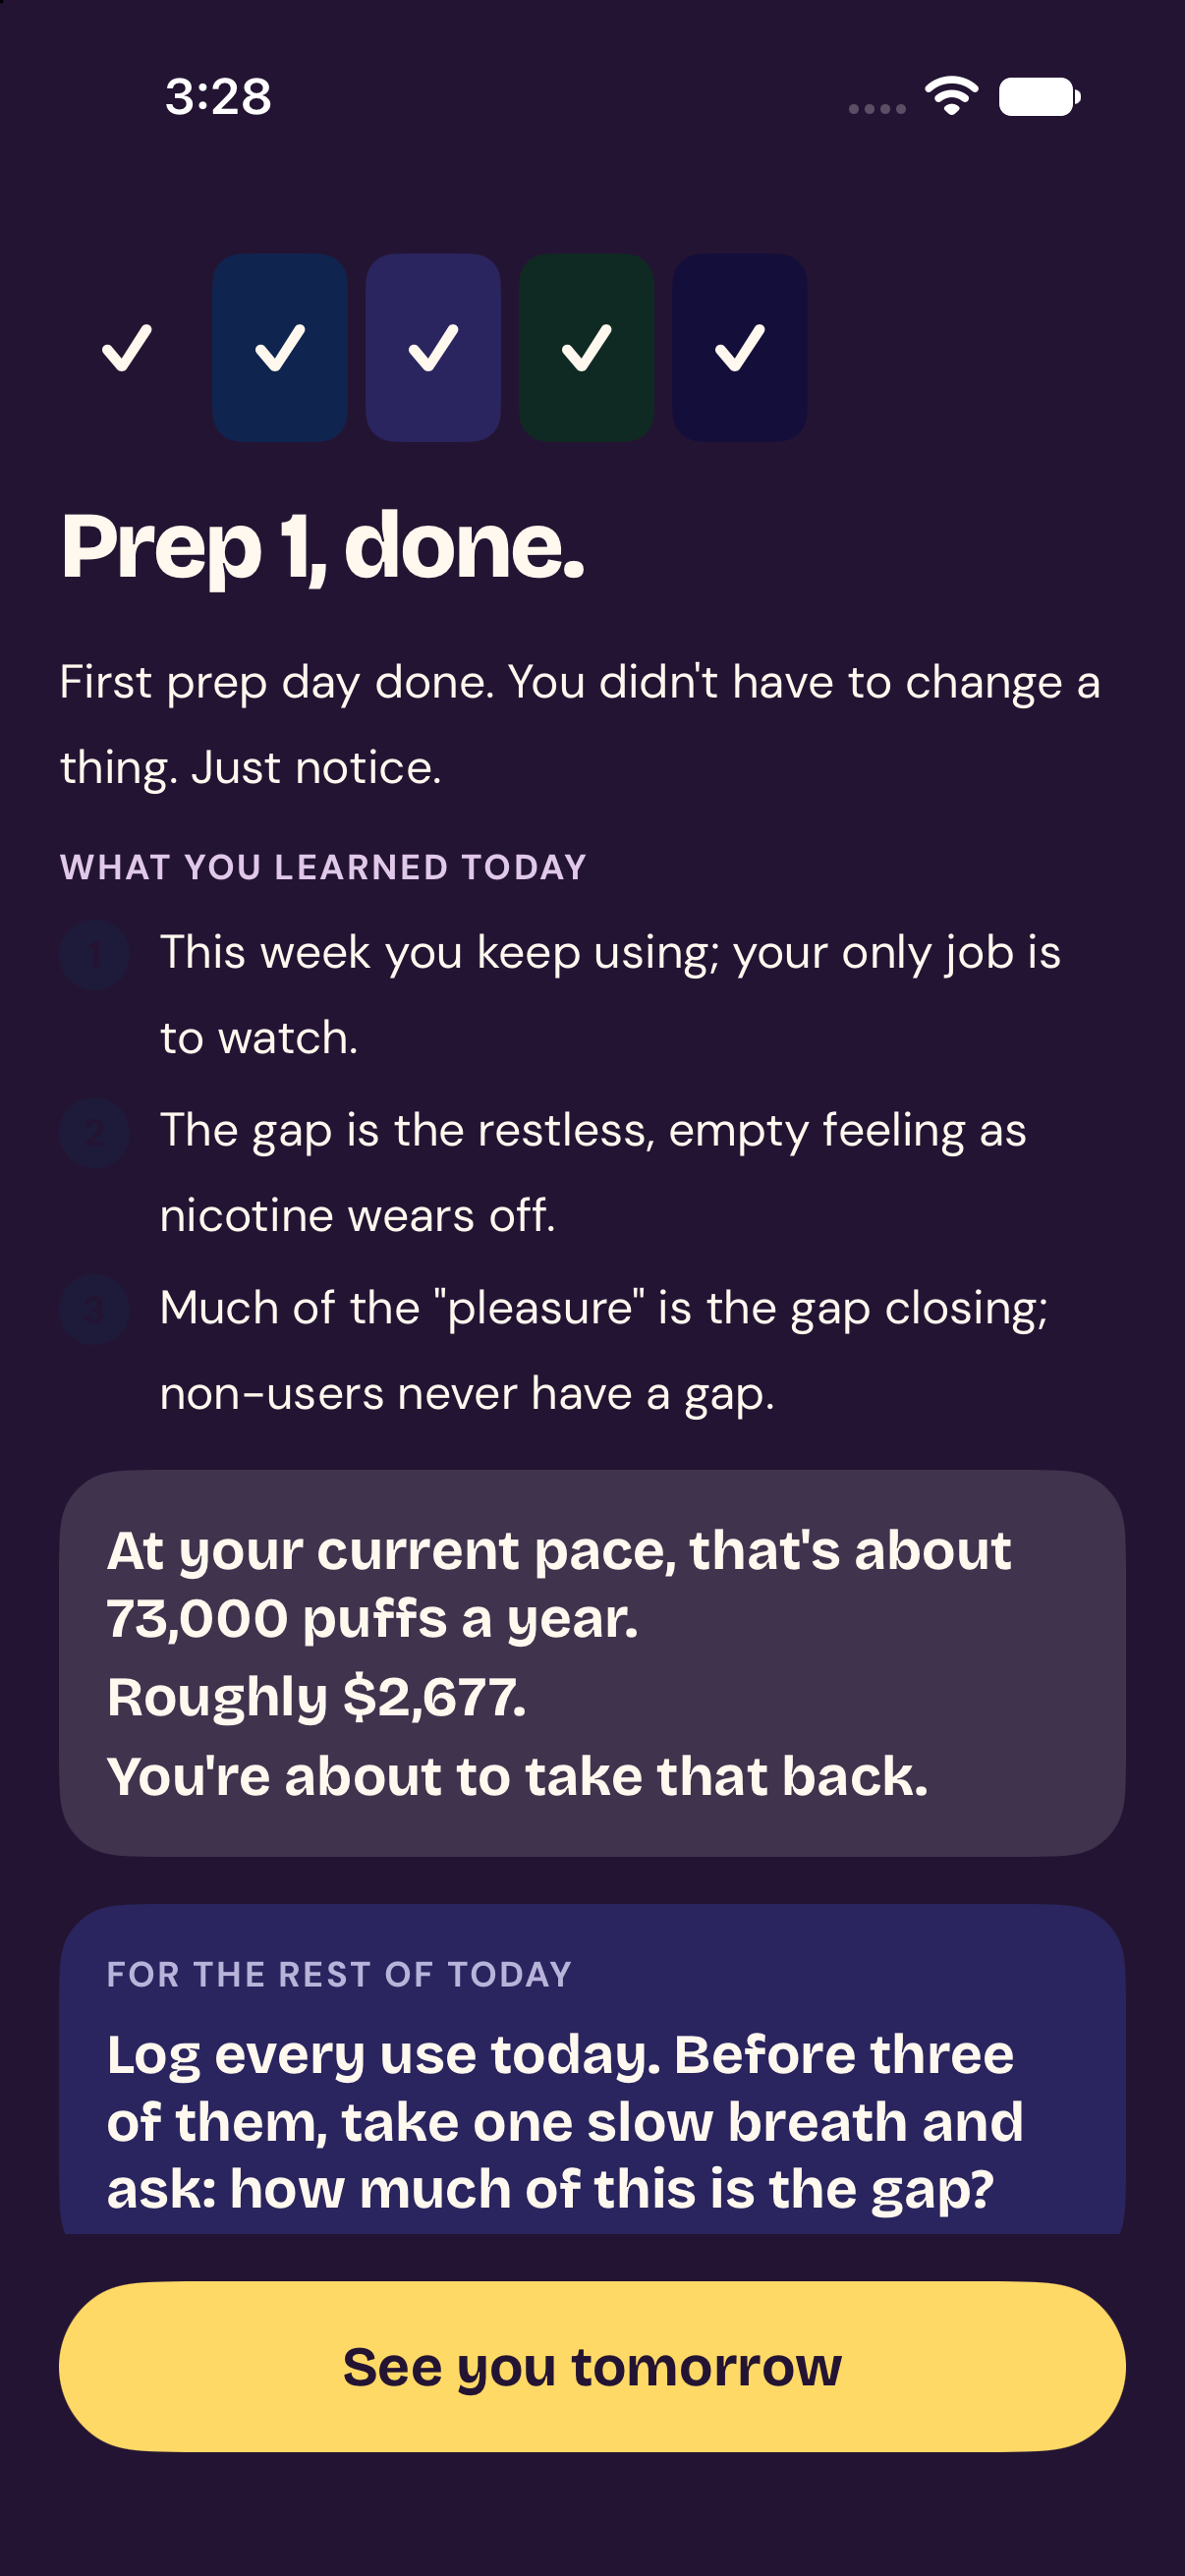 3:28
Prep 1, done.
First prep day done. You didn't have to change a
thing. Just notice.
WHAT YOU LEARNED TODAY
1 This week you keep using; your only job is
to watch.
2 The gap is the restless, empty feeling as
nicotine wears off.
3 Much of the "pleasure" is the gap closing;
non-users never have a gap.
At your current pace, that's about
73,000 puffs a year.
Roughly $2,677.
You're about to take that back.
FOR THE REST OF TODAY
Log every use today. Before three
of them, take one slow breath and
ask: how much of this is the gap?
See you tomorrow